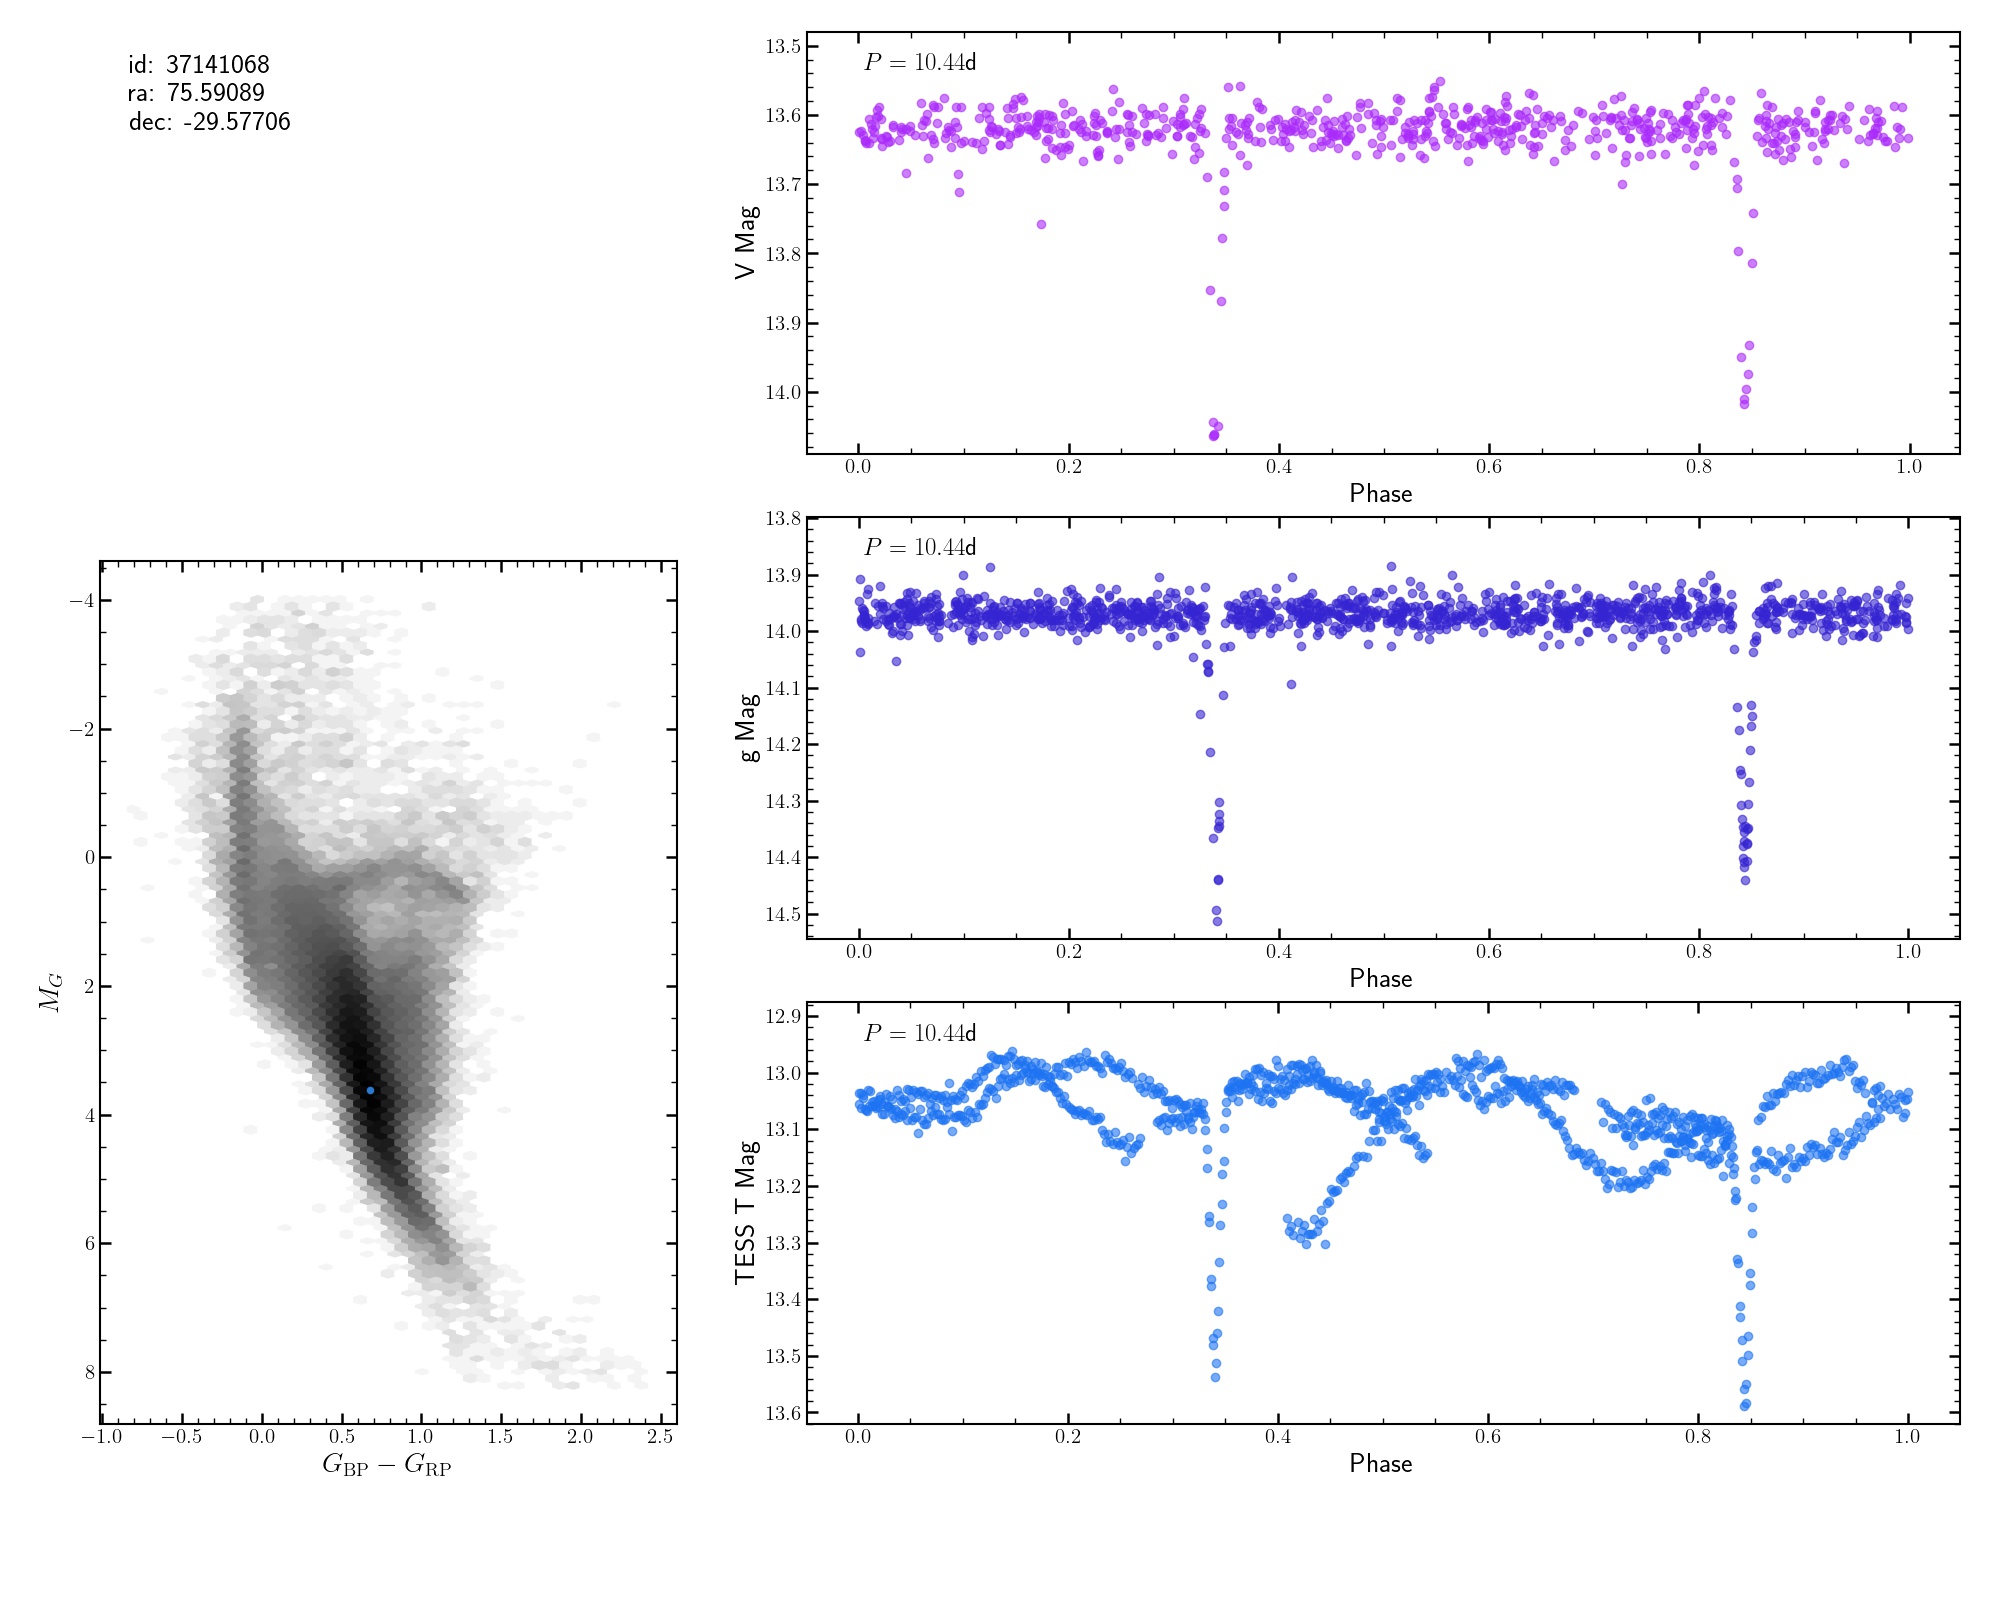 id: 37141068
ra: 75.59089
dec: -29.57706
P = 10.44d
13.5
13.6
13.7
13.8
13.9
14.0
V Mag
0.0 0.2 0.4 0.6 0.8 1.0
Phase
P = 10.44d
13.8
13.9
14.0
14.1
14.2
14.3
14.4
14.5
g Mag
0.0 0.2 0.4 0.6 0.8 1.0
Phase
−4
−2
0
2
4
6
8
M_G
−1.0 −0.5 0.0 0.5 1.0 1.5 2.0 2.5
G_BP − G_RP
P = 10.44d
12.9
13.0
13.1
13.2
13.3
13.4
13.5
13.6
TESS T Mag
0.0 0.2 0.4 0.6 0.8 1.0
Phase